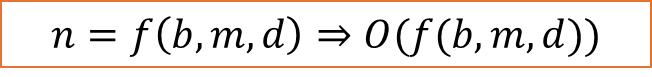 n = f(b, m, d) ⇒ O(f(b, m, d))